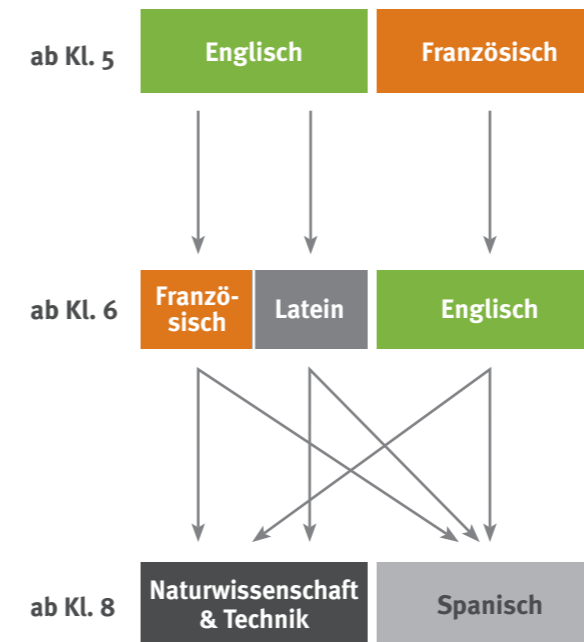 ab Kl. 5
Englisch
Französisch
ab Kl. 6
Franzö-
sisch
Latein
Englisch
ab Kl. 8
Naturwissenschaft
& Technik
Spanisch